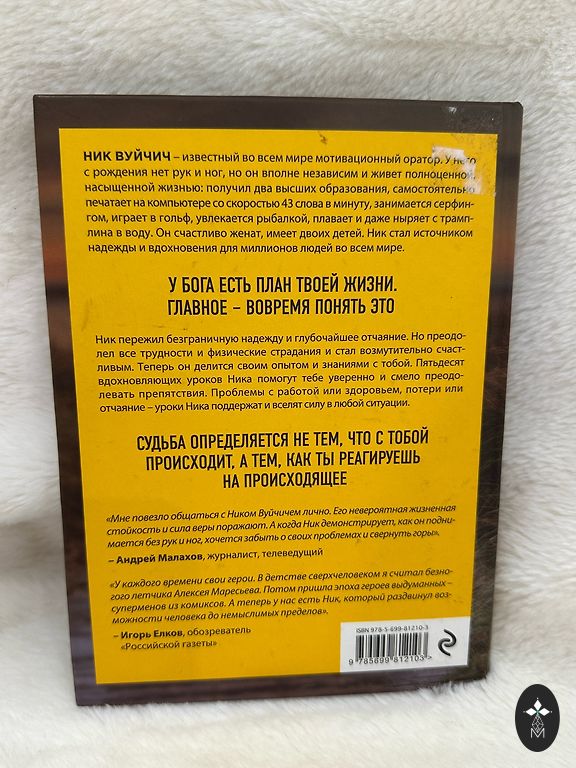 НИК ВУЙЧИЧ – известный во всем мире мотивационный оратор. У него
с рождения нет рук и ног, но он вполне независим и живет полноценной,
насыщенной жизнью: получил два высших образования, самостоятельно
печатает на компьютере со скоростью 43 слова в минуту, занимается серфин-
гом, играет в гольф, увлекается рыбалкой, плавает и даже ныряет с трамп-
лина в воду. Он счастливо женат, имеет двоих детей. Ник стал источником
надежды и вдохновения для миллионов людей во всем мире.
У БОГА ЕСТЬ ПЛАН ТВОЕЙ ЖИЗНИ.
ГЛАВНОЕ – ВОВРЕМЯ ПОНЯТЬ ЭТО
Ник пережил безграничную надежду и глубочайшее отчаяние. Но преодо-
лел все трудности и физические страдания и стал возмутительно счаст-
ливым. Теперь он делится своим опытом и знаниями с тобой. Пятьдесят
вдохновляющих уроков Ника помогут тебе уверенно и смело преодо-
левать препятствия. Проблемы с работой или здоровьем, потери или
отчаяние – уроки Ника поддержат и вселят силу в любой ситуации.
СУДЬБА ОПРЕДЕЛЯЕТСЯ НЕ ТЕМ, ЧТО С ТОБОЙ
ПРОИСХОДИТ, А ТЕМ, КАК ТЫ РЕАГИРУЕШЬ
НА ПРОИСХОДЯЩЕЕ
«Мне повезло общаться с Ником Вуйчичем лично. Его невероятная жизненная
стойкость и сила веры поражают. А когда Ник демонстрирует, как он подни-
мается без рук и ног, хочется забыть о своих проблемах и свернуть горы».
– Андрей Малахов, журналист, телеведущий
«У каждого времени свои герои. В детстве сверхчеловеком я считал безно-
гого летчика Алексея Маресьева. Потом пришла эпоха героев выдуманных –
суперменов из комиксов. А теперь у нас есть Ник, который раздвинул воз-
можности человека до немыслимых пределов».
– Игорь Елков, обозреватель
«Российской газеты»
ISBN 978-5-699-81210-3
9 785699 812103 >
M